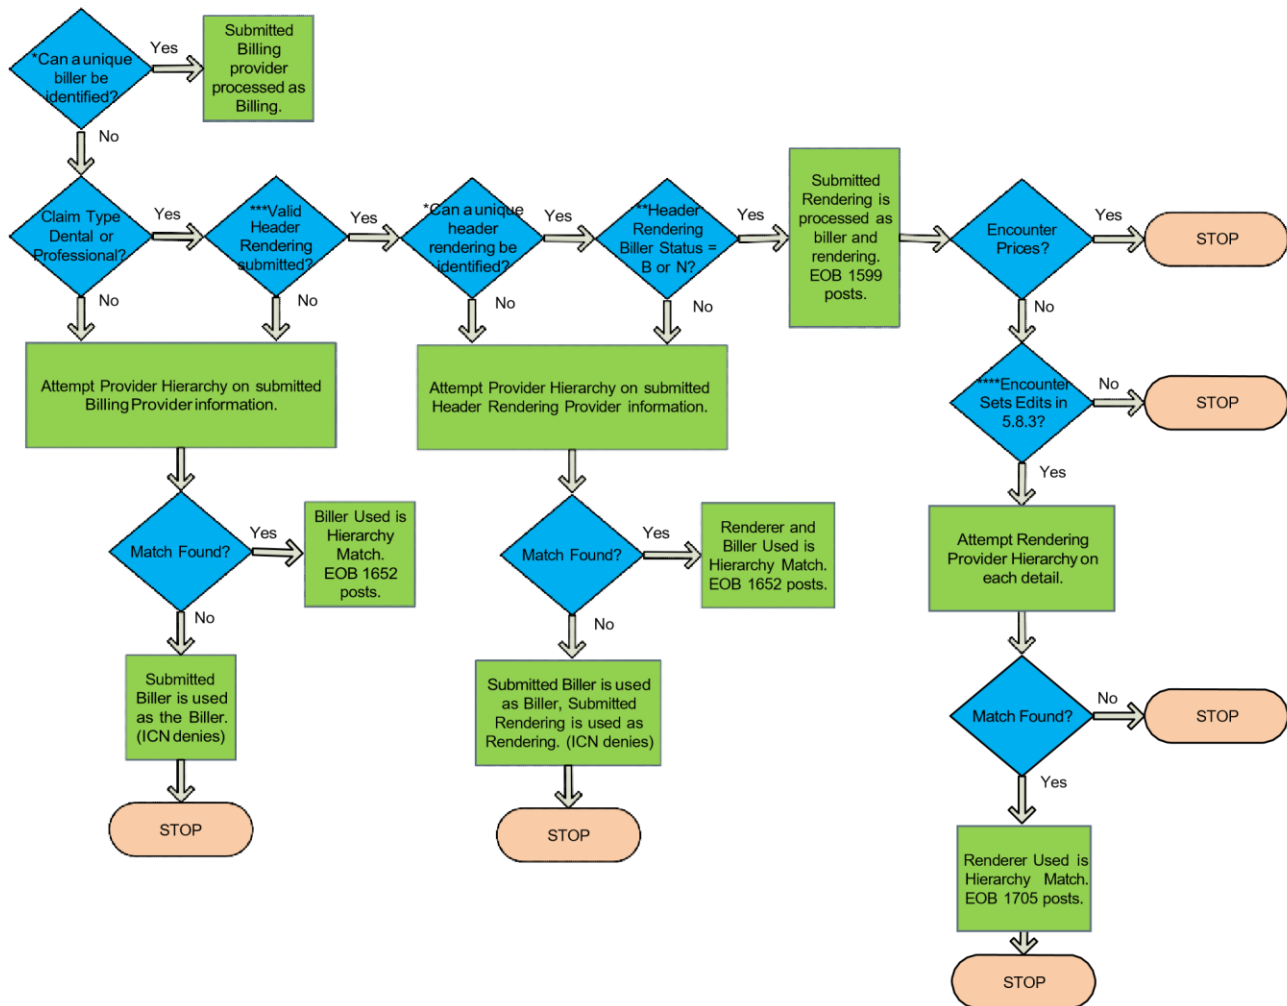 *Can a unique
biller be
identified?
Yes
Submitted
Billing
provider
processed as
Billing.
No
Claim Type
Dental or
Professional?
Yes
***Valid
Header
Rendering
submitted?
Yes
*Can a unique
header
rendering be
identified?
Yes
**Header
Rendering
Biller Status =
B or N?
Yes
Submitted
Rendering is
processed as
biller and
rendering.
EOB 1599
posts.
Encounter
Prices?
Yes
STOP
No
No
No
No
No
Attempt Provider Hierarchy on submitted
Billing Provider information.
Attempt Provider Hierarchy on submitted
Header Rendering Provider information.
****Encounter
Sets Edits in
5.8.3?
No
STOP
Yes
Match Found?
Yes
Biller Used is
Hierarchy
Match.
EOB 1652
posts.
Match Found?
Yes
Renderer and
Biller Used is
Hierarchy Match.
EOB 1652 posts.
Attempt Rendering
Provider Hierarchy on
each detail.
No
No
Submitted
Biller is used
as the Biller.
(ICN denies)
Submitted Biller is used
as Biller, Submitted
Rendering is used as
Rendering. (ICN denies)
Match Found?
No
STOP
Yes
STOP
STOP
Renderer Used is
Hierarchy Match.
EOB 1705 posts.
STOP